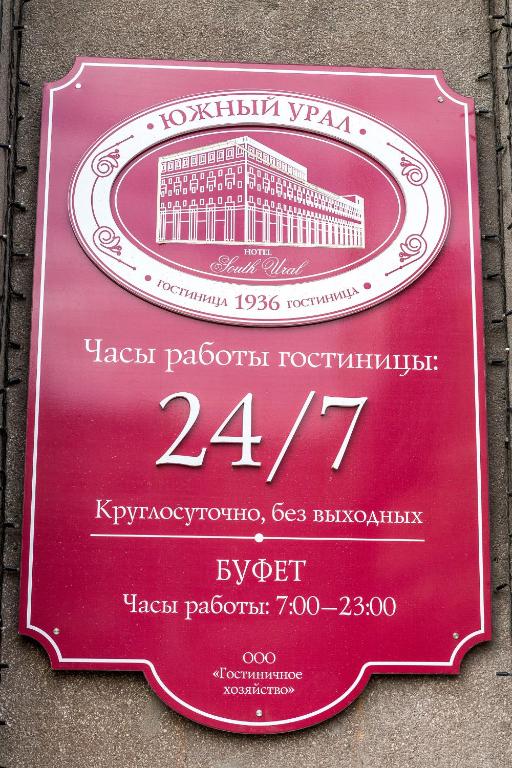 ЮЖНЫЙ УРАЛ
HOTEL
South Ural
ГОСТИНИЦА 1936 ГОСТИНИЦА
Часы работы гостиницы:
24/7
Круглосуточно, без выходных
БУФЕТ
Часы работы: 7:00—23:00
ООО
«Гостиничное
хозяйство»